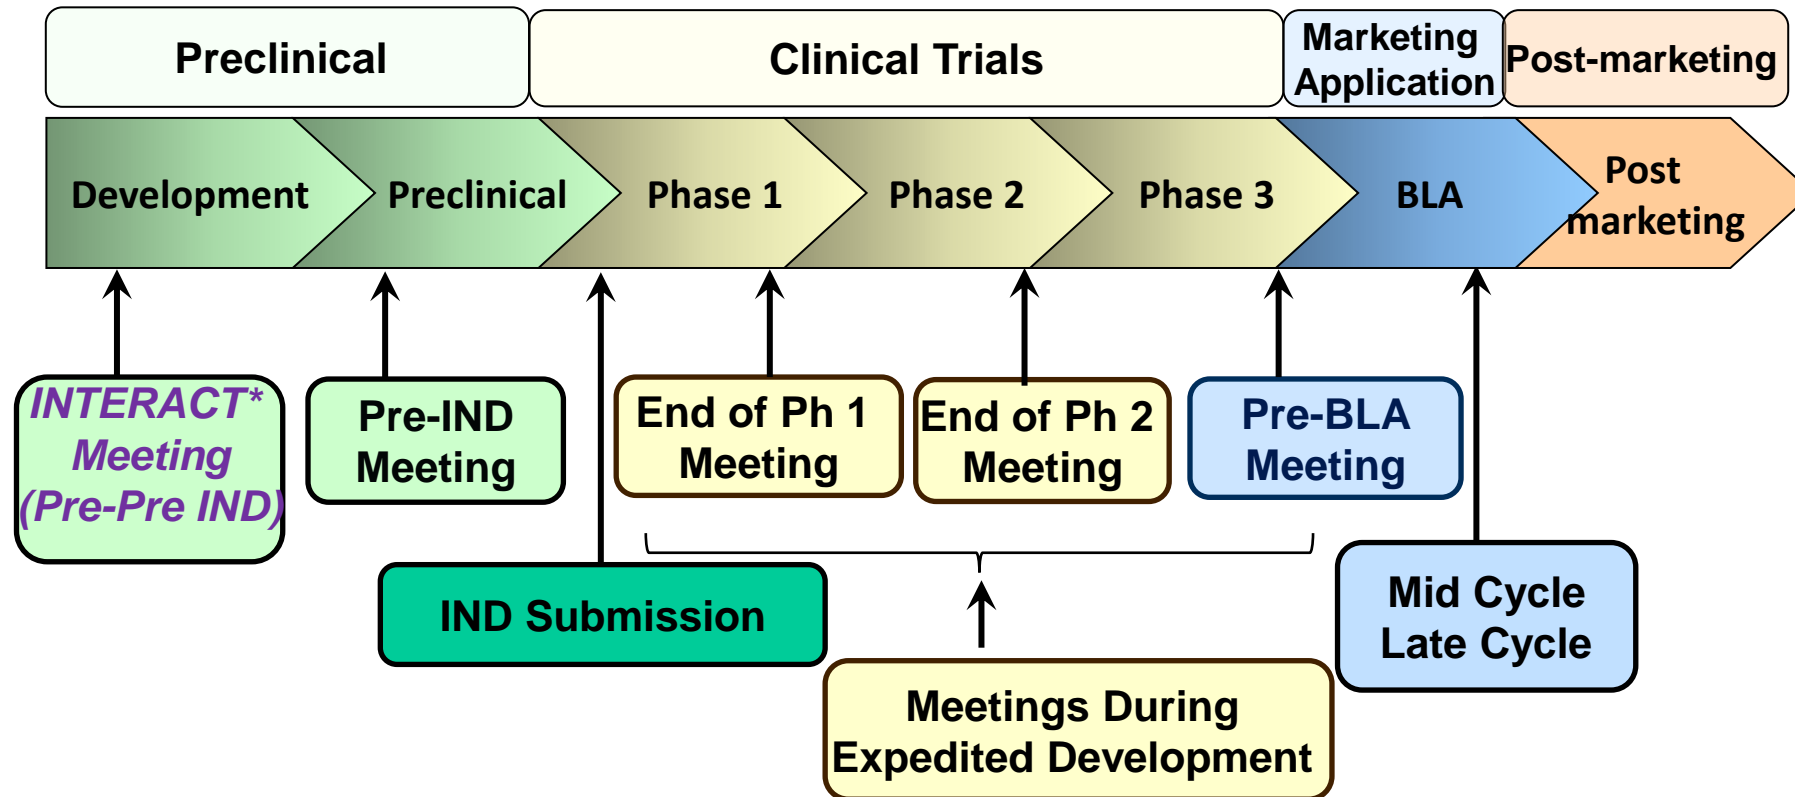 Preclinical
Clinical Trials
Marketing
Application
Post-marketing
Development
Preclinical
Phase 1
Phase 2
Phase 3
BLA
Post
marketing
INTERACT*
Meeting
(Pre-Pre IND)
Pre-IND
Meeting
End of Ph 1
Meeting
End of Ph 2
Meeting
Pre-BLA
Meeting
IND Submission
Mid Cycle
Late Cycle
Meetings During
Expedited Development